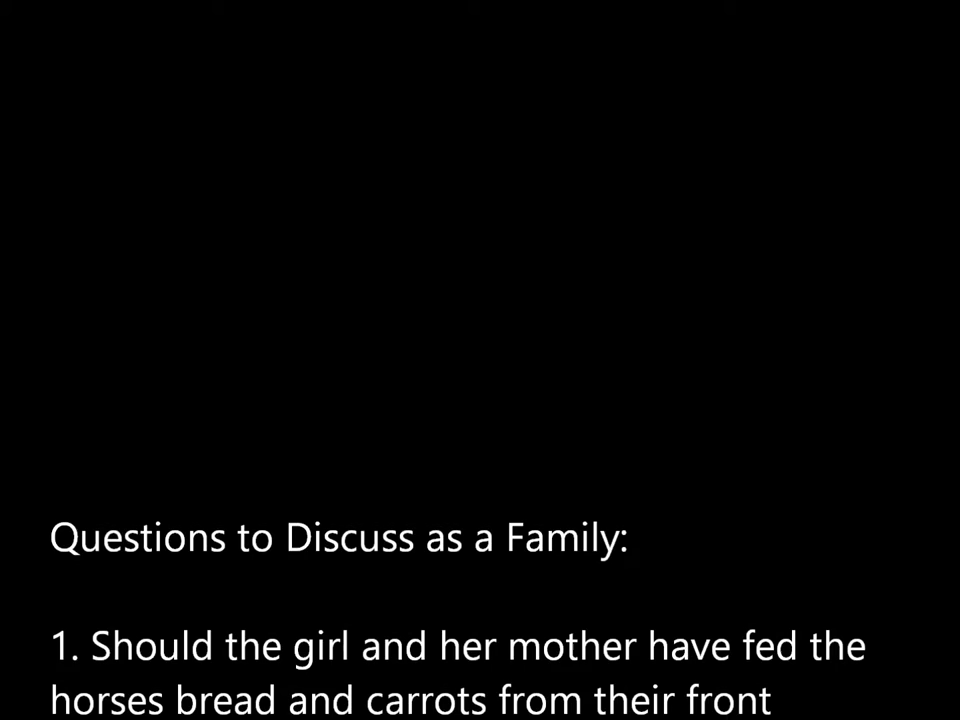 Questions to Discuss as a Family:
1. Should the girl and her mother have fed the
horses bread and carrots from their front